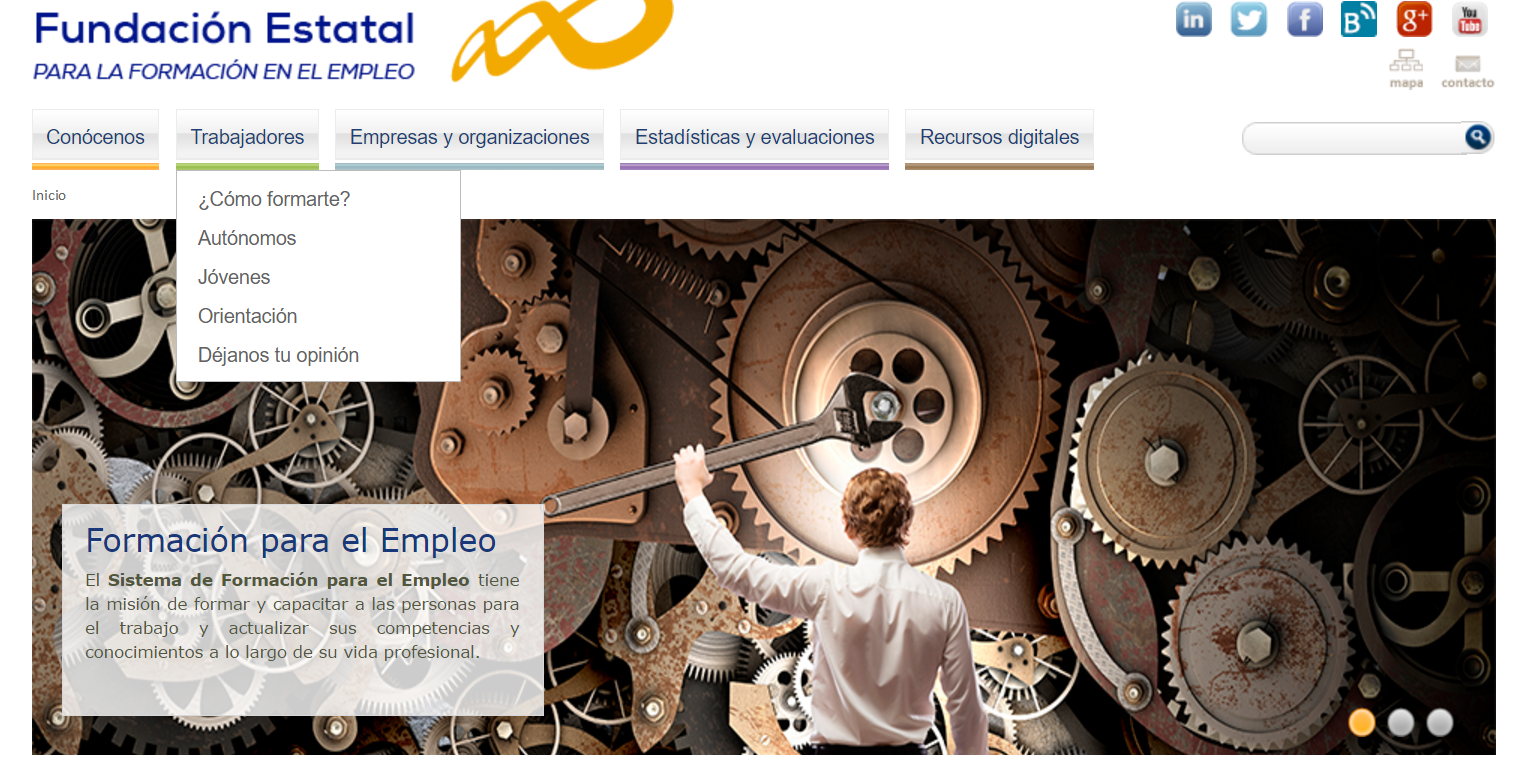 Fundación Estatal
PARA LA FORMACIÓN EN EL EMPLEO
in
f
B
g+
You
Tube
mapa
contacto
Conócenos
Trabajadores
Empresas y organizaciones
Estadísticas y evaluaciones
Recursos digitales
Inicio
¿Cómo formarte?
Autónomos
Jóvenes
Orientación
Déjanos tu opinión
Formación para el Empleo
El Sistema de Formación para el Empleo tiene
la misión de formar y capacitar a las personas para
el trabajo y actualizar sus competencias y
conocimientos a lo largo de su vida profesional.